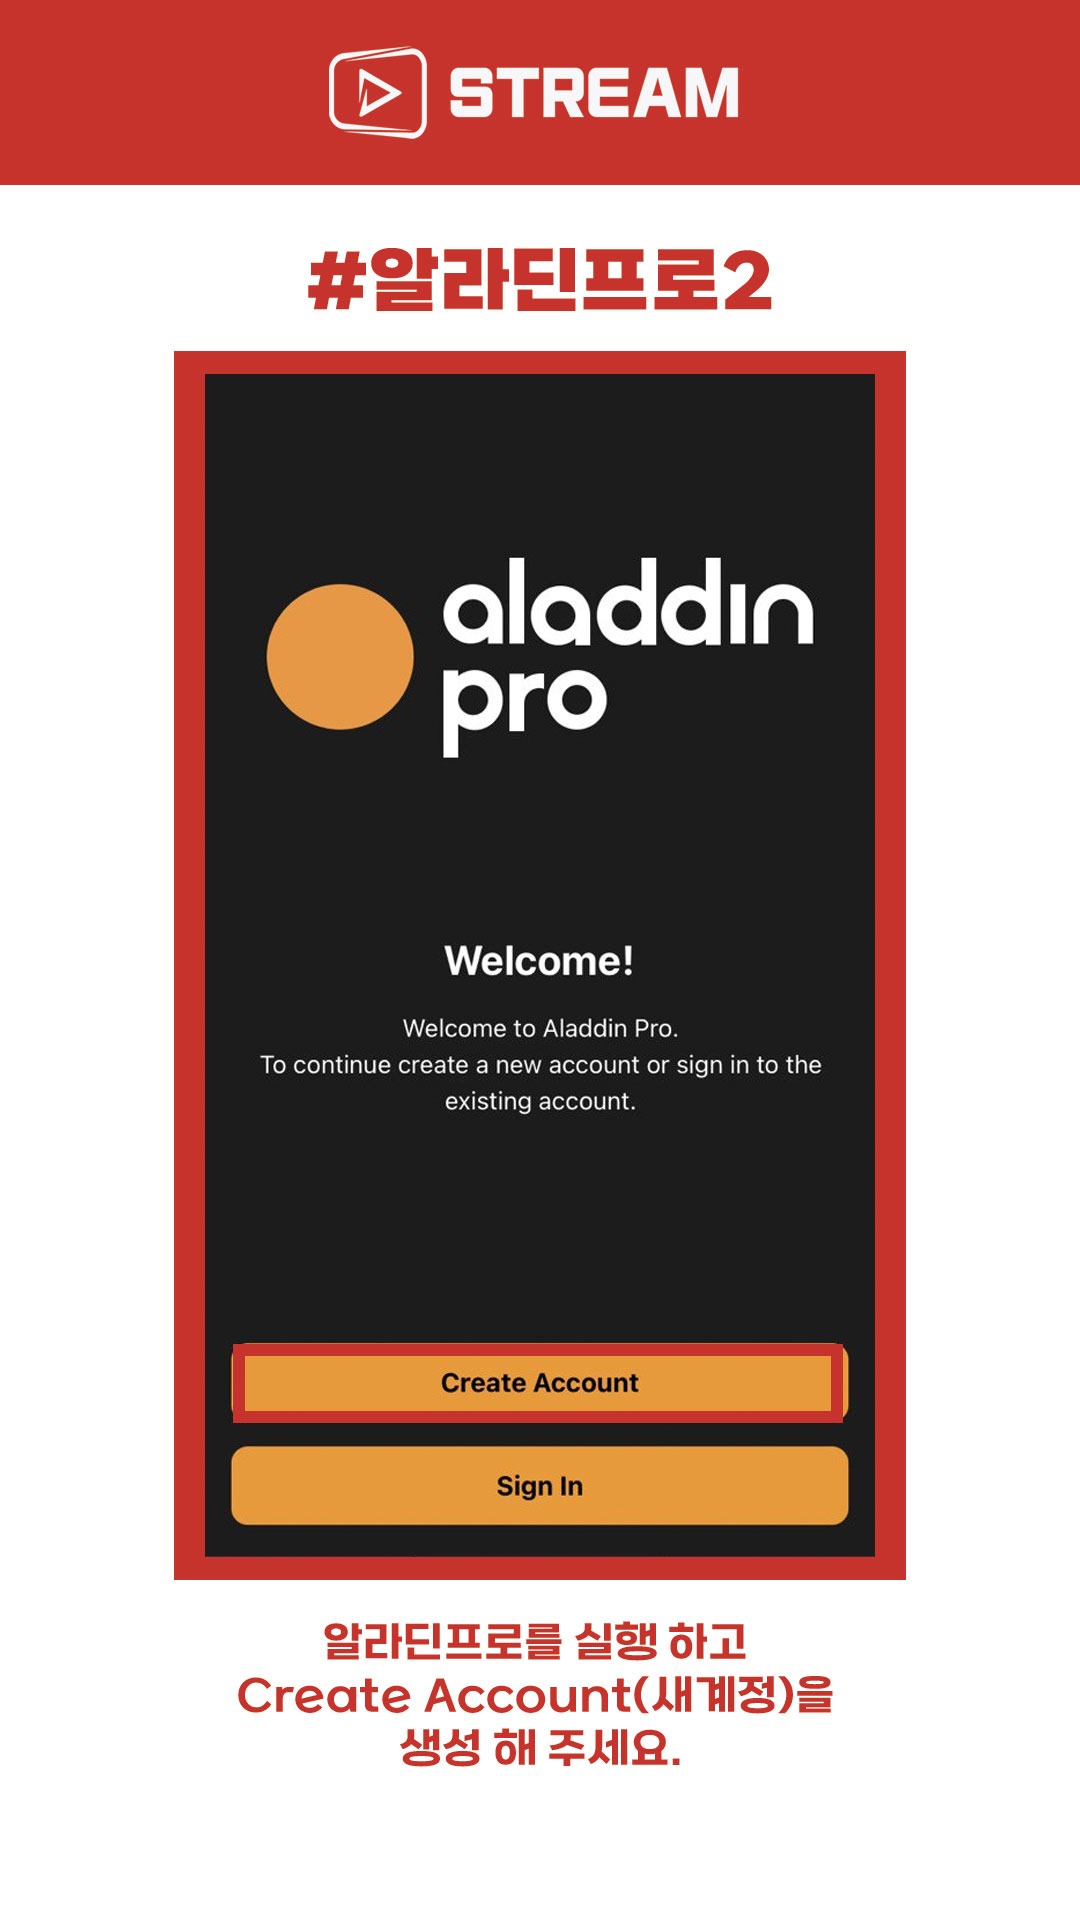 STREAM
#알라딘프로2
aladdin
pro
Welcome!
Welcome to Aladdin Pro.
To continue create a new account or sign in to the
existing account.
Create Account
Sign In
알라딘프로를 실행 하고
Create Account(새계정)을
생성 해 주세요.